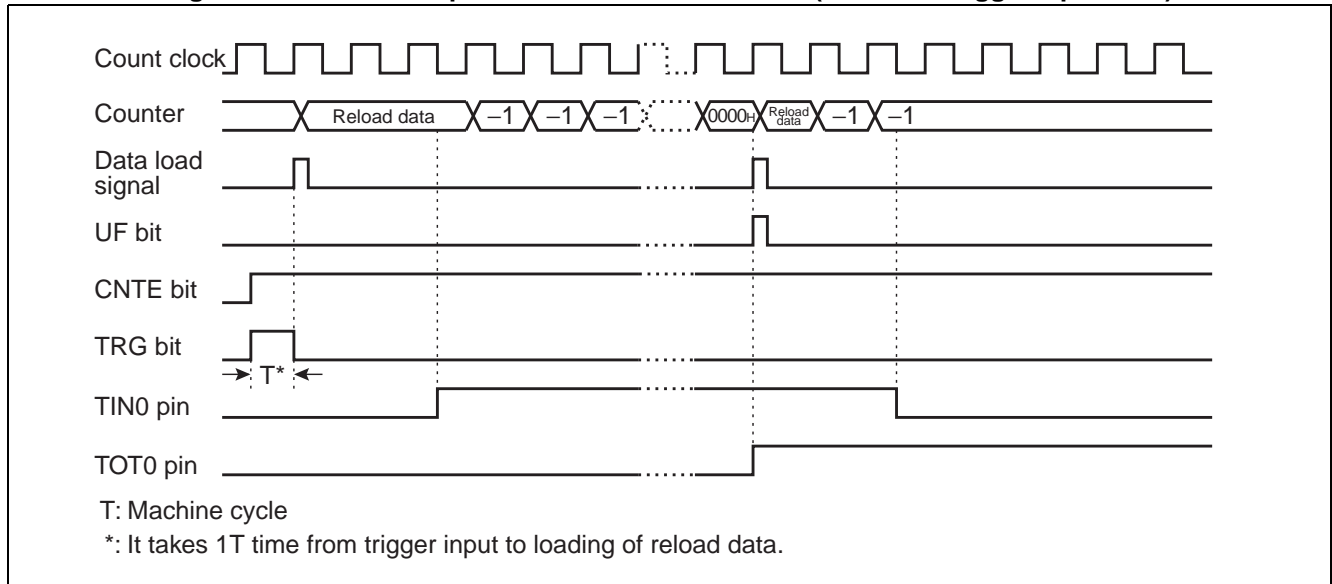 Count clock
Counter Reload data –1 –1 –1 0000H Reload data –1 –1
Data load
signal
UF bit
CNTE bit
TRG bit
T*
TIN0 pin
TOT0 pin
T: Machine cycle
*: It takes 1T time from trigger input to loading of reload data.